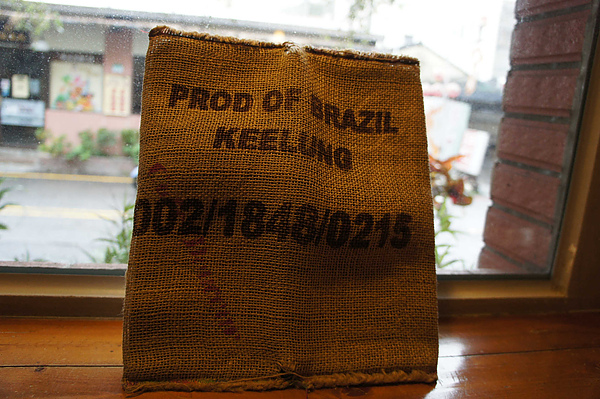 PROD OF BRAZIL
KEELUNG
002/1848/0215